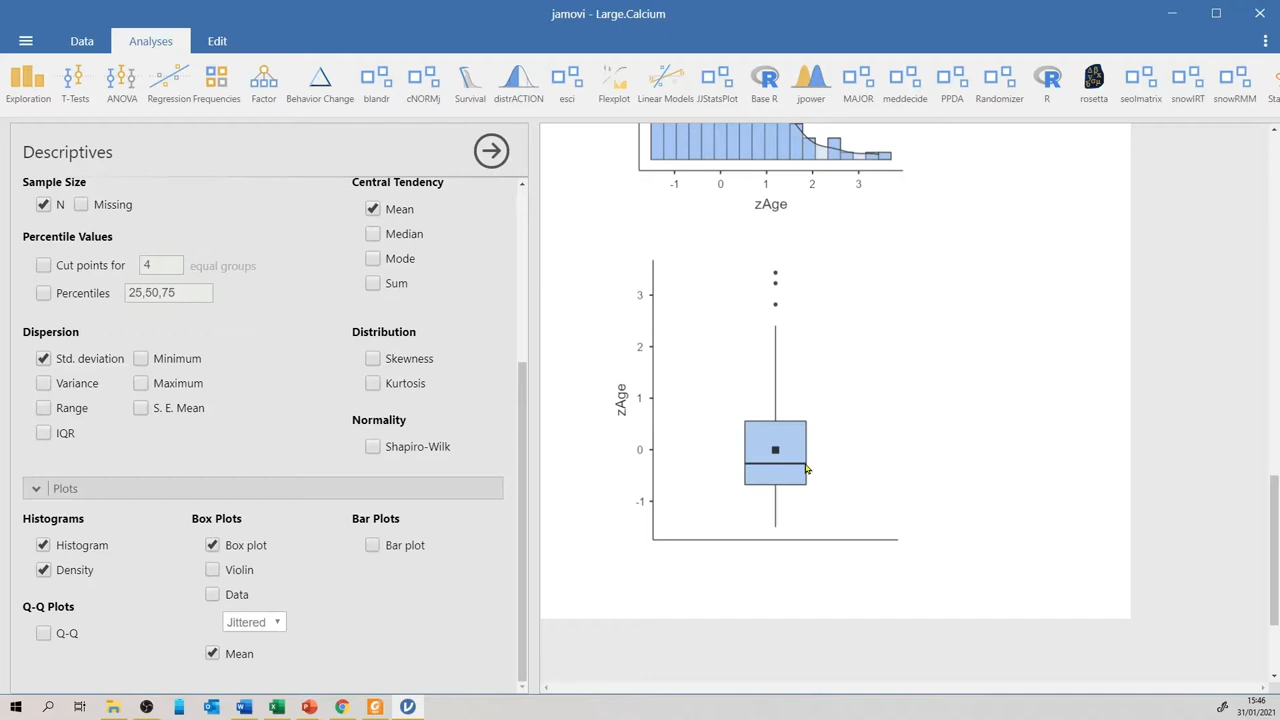 jamovi - Large.Calcium
Data Analyses Edit
Exploration T-Tests ANOVA Regression Frequencies Factor Behavior Change blandr cNORMj Survival distrACTION esci Flexplot Linear Models JJStatsPlot Base R jpower MAJOR meddecide PPDA Randomizer R rosetta seolmatrix snowIRT snowRMM
Descriptives
Sample Size
N Missing
Percentile Values
Cut points for 4 equal groups
Percentiles 25,50,75
Dispersion
Std. deviation Minimum
Variance Maximum
Range S. E. Mean
IQR
Central Tendency
Mean
Median
Mode
Sum
Distribution
Skewness
Kurtosis
Normality
Shapiro-Wilk
Plots
Histograms
Histogram
Density
Q-Q Plots
Q-Q
Box Plots
Box plot
Violin
Data
Jittered
Mean
Bar Plots
Bar plot
-1 0 1 2 3
zAge
3
2
1
0
-1
zAge
15:46
31/01/2021